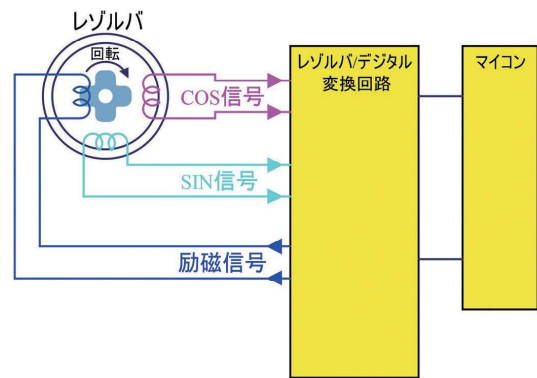 レゾルバ
回転
COS信号
SIN信号
励磁信号
レゾルバ/デジタル
変換回路
マイコン